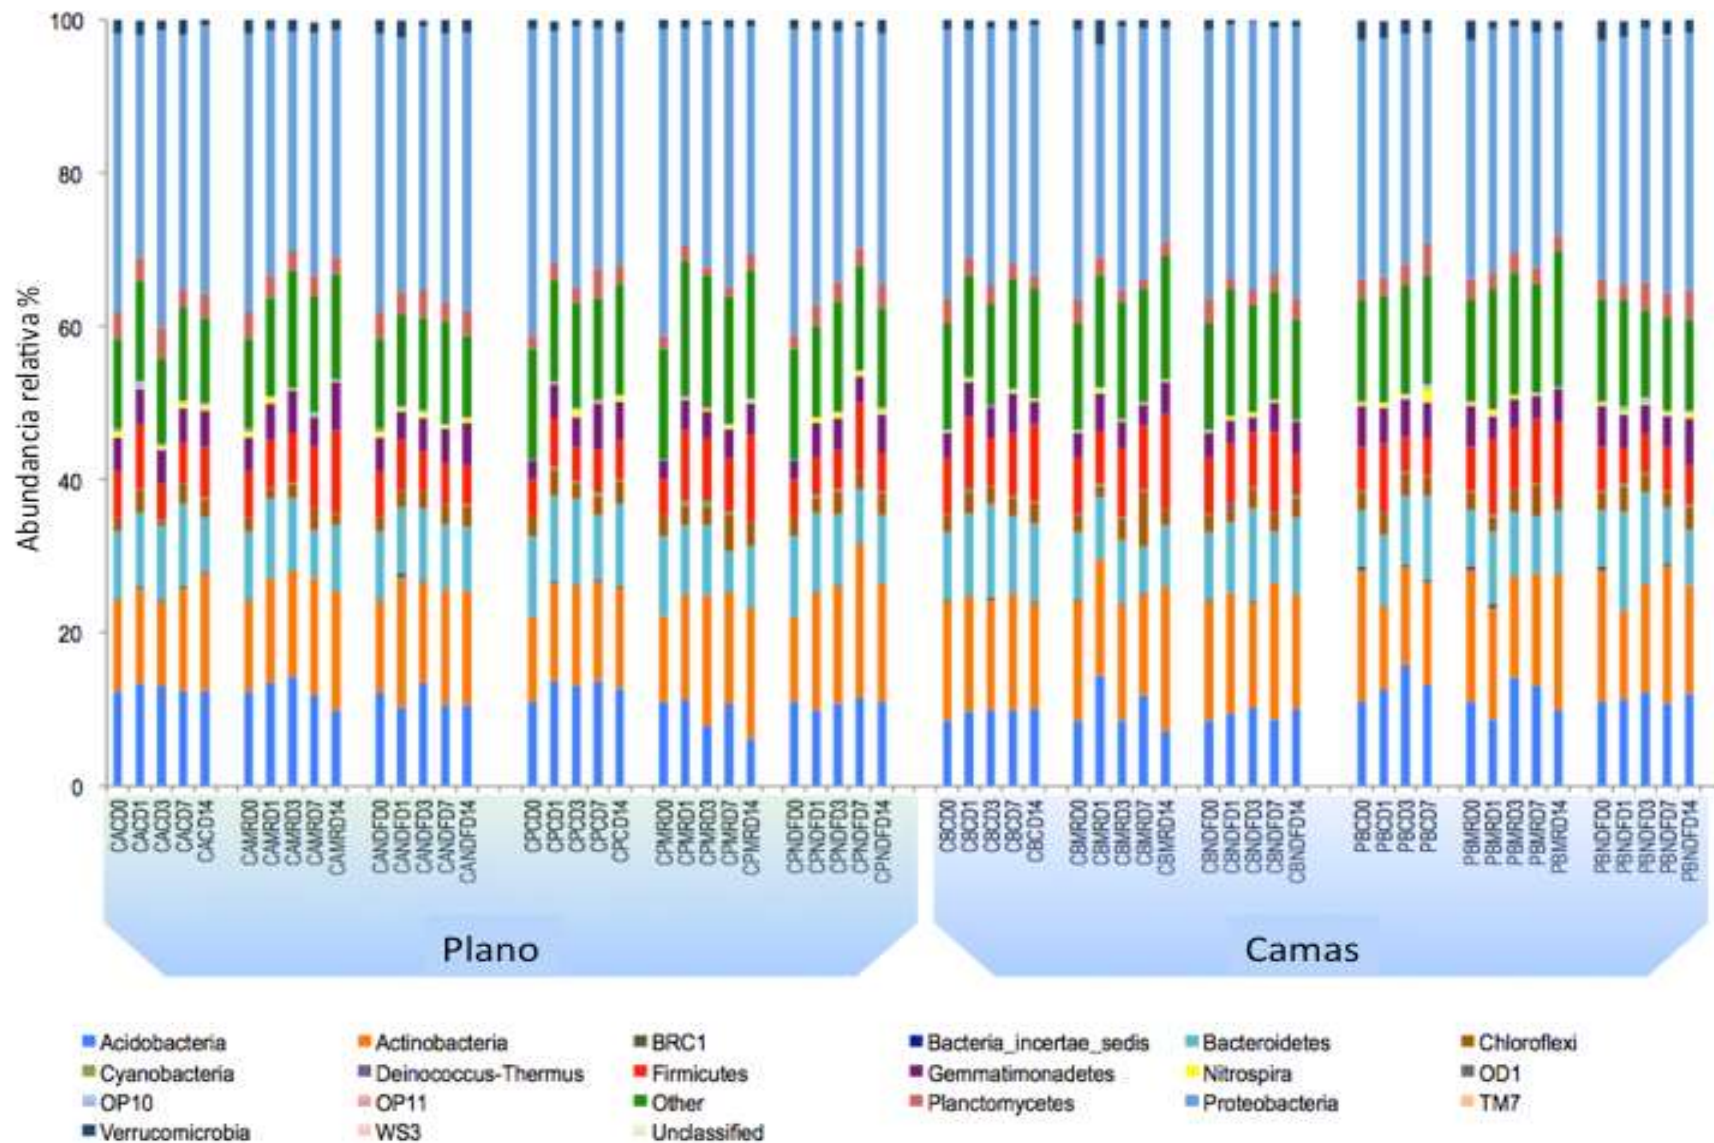 Abundancia relativa %
100
80
60
40
20
0
CACD0 CACD1 CACD3 CACD7 CACD14 CAMRD0 CAMRD1 CAMRD3 CAMRD7 CAMRD14 CANDFD0 CANDFD1 CANDFD3 CANDFD7 CANDFD14 CPCD0 CPCD1 CPCD3 CPCD7 CPCD14 CPMRD0 CPMRD1 CPMRD3 CPMRD7 CPMRD14 CPNDFD0 CPNDFD1 CPNDFD3 CPNDFD7 CPNDFD14 CBCD0 CBCD1 CBCD3 CBCD7 CBCD14 CBMRD0 CBMRD1 CBMRD3 CBMRD7 CBMRD14 CBNDFD0 CBNDFD1 CBNDFD3 CBNDFD7 CBNDFD14 PBCD0 PBCD1 PBCD3 PBCD7 PBMRD0 PBMRD1 PBMRD3 PBMRD7 PBMRD14 PBNDFD0 PBNDFD1 PBNDFD3 PBNDFD7 PBNDFD14
Plano Camas
Acidobacteria Actinobacteria BRC1 Bacteria_incertae_sedis Bacteroidetes Chloroflexi
Cyanobacteria Deinococcus-Thermus Firmicutes Gemmatimonadetes Nitrospira OD1
OP10 OP11 Other Planctomycetes Proteobacteria TM7
Verrucomicrobia WS3 Unclassified